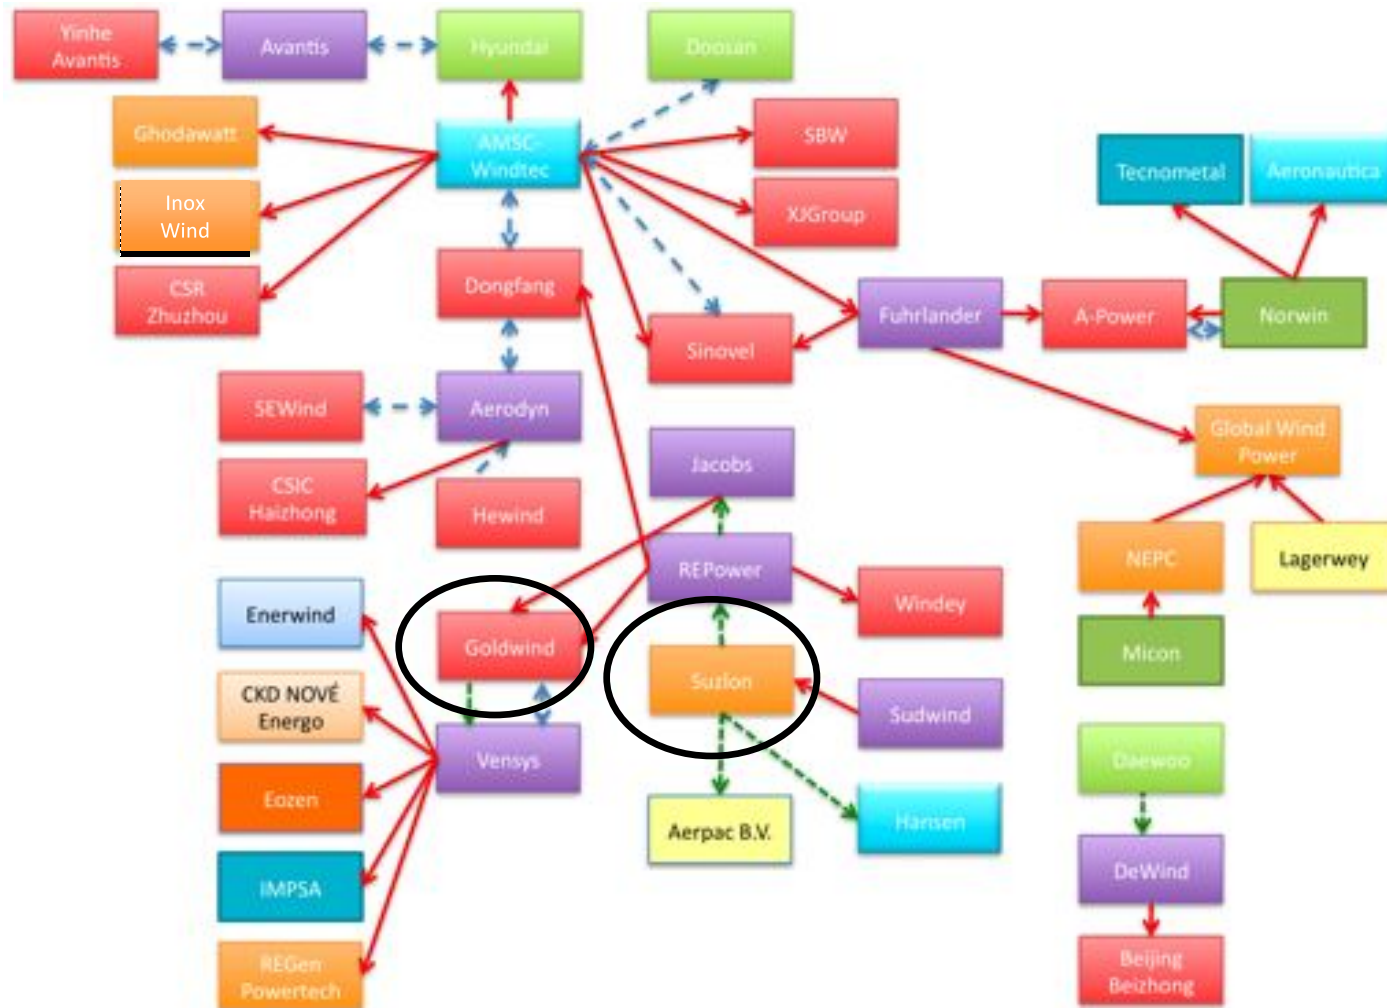 Yinhe
Avantis
Avantis
Hyundai
Doosan
Ghodawatt
AMSC-
Windtec
SBW
Tecnometal
Aeronautica
Inox
Wind
XJGroup
CSR
Zhuzhou
Dongfang
Fuhrlander
A-Power
Norwin
Sinovel
SEWind
Aerodyn
Global Wind
Power
Jacobs
CSIC
Haizhong
Hewind
NEPC
Lagerwey
REPower
Enerwind
Windey
Goldwind
Micon
Suzlon
CKD NOVÉ
Energo
Sudwind
Vensys
Daewoo
Eozen
Aerpac B.V.
Hansen
DeWind
IMPSA
REGen
Powertech
Beijing
Beizhong